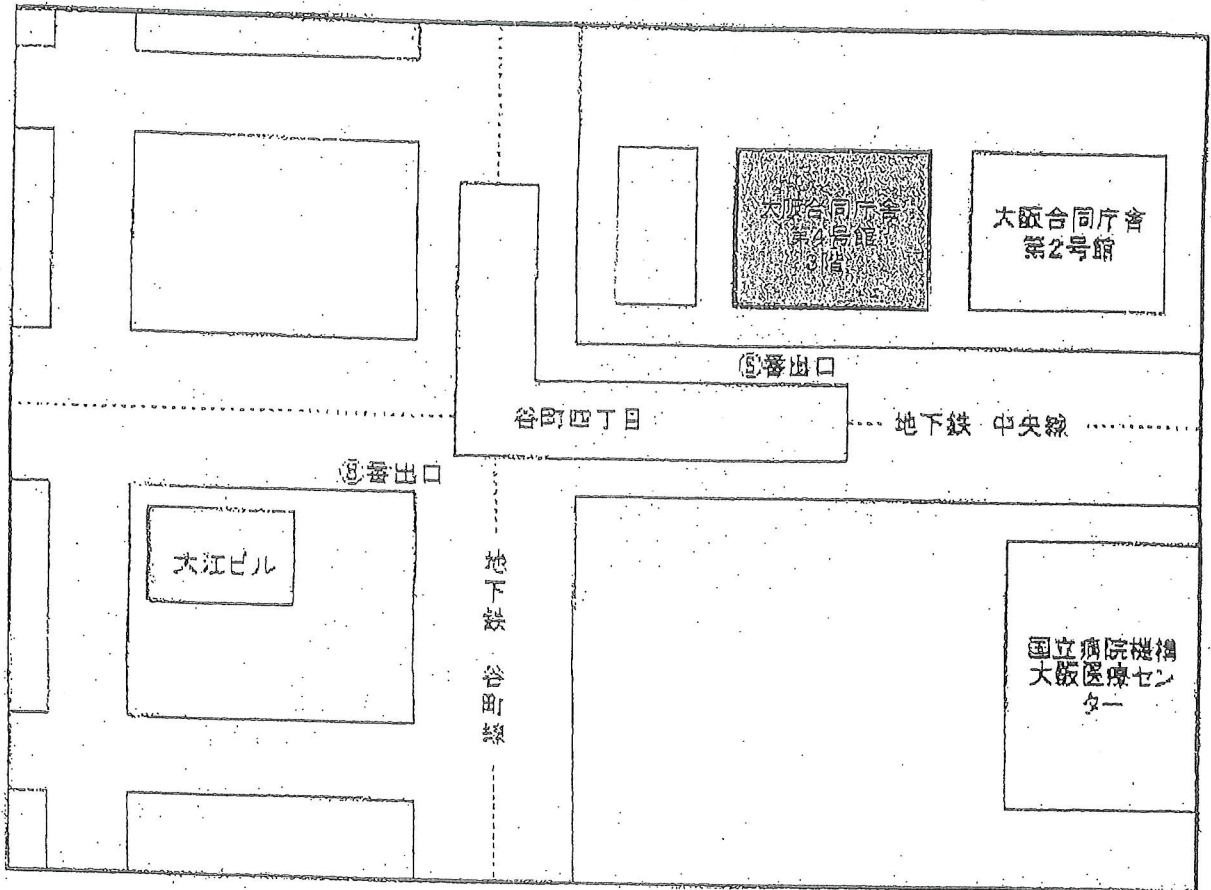 大阪合同庁舎
第4号館
3階
大阪合同庁舎
第2号館
⑤番出口
谷町四丁目
地下鉄 中央線
⑧番出口
大江ビル
地下鉄 谷町線
国立病院機構
大阪医療セン
ター